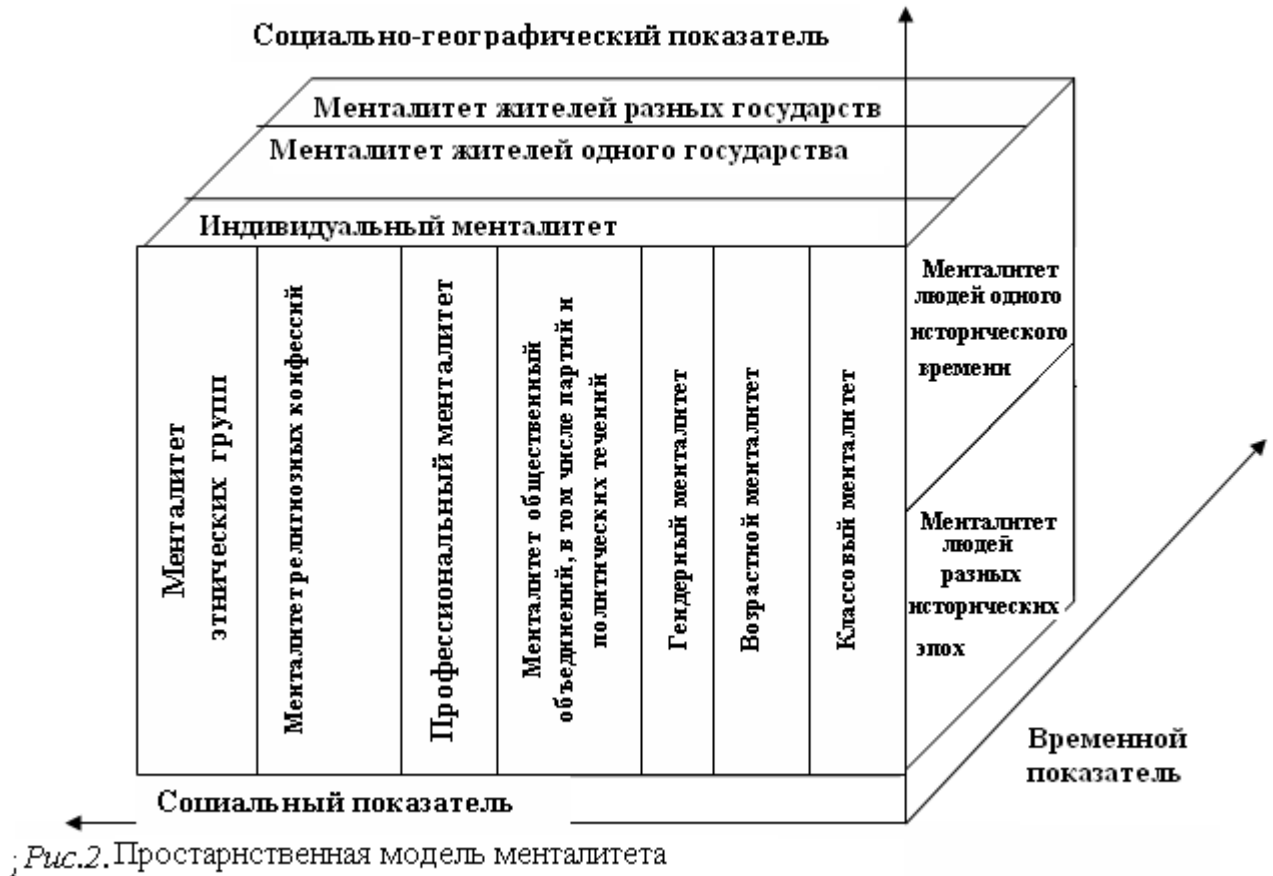 Социально-географический показатель
Менталитет жителей разных государств
Менталитет жителей одного государства
Индивидуальный менталитет
Менталитет
этнических групп
Менталитет религиозных конфессий
Профессиональный менталитет
Менталитет общественный
объединений, в том числе партий и
политических течений
Гендерный менталитет
Возрастной менталитет
Классовый менталитет
Менталитет
людей одного
исторического
времени
Менталитет
людей
разных
исторических
эпох
Временной
показатель
Социальный показатель
; Рис.2. Простарнственная модель менталитета